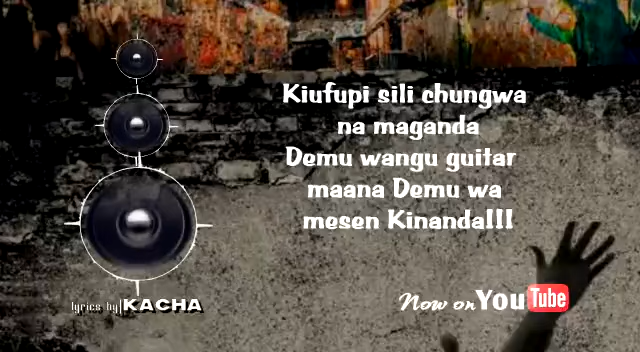 Kiufupi sili chungwa
na maganda
Demu wangu guitar
maana Demu wa
mesen Kinanda!!!
lyrics by|KACHA
Now on YouTube